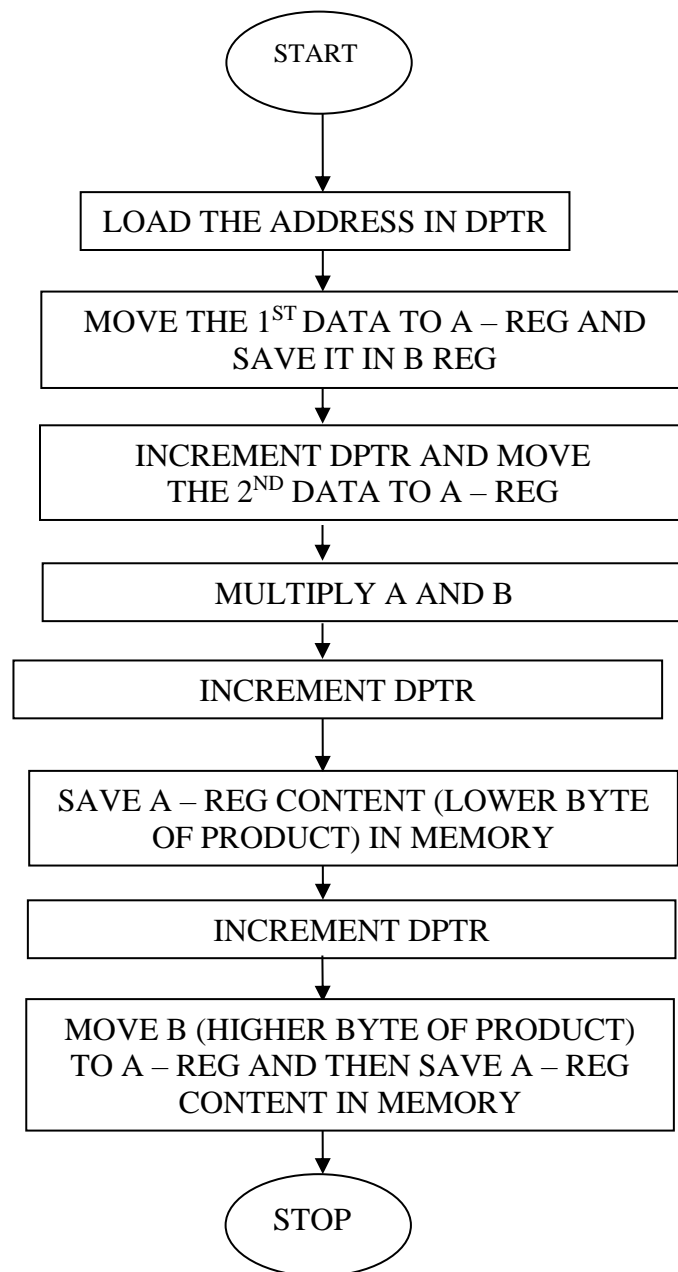 START
LOAD THE ADDRESS IN DPTR
MOVE THE 1ST DATA TO A – REG AND
SAVE IT IN B REG
INCREMENT DPTR AND MOVE
THE 2ND DATA TO A – REG
MULTIPLY A AND B
INCREMENT DPTR
SAVE A – REG CONTENT (LOWER BYTE
OF PRODUCT) IN MEMORY
INCREMENT DPTR
MOVE B (HIGHER BYTE OF PRODUCT)
TO A – REG AND THEN SAVE A – REG
CONTENT IN MEMORY
STOP